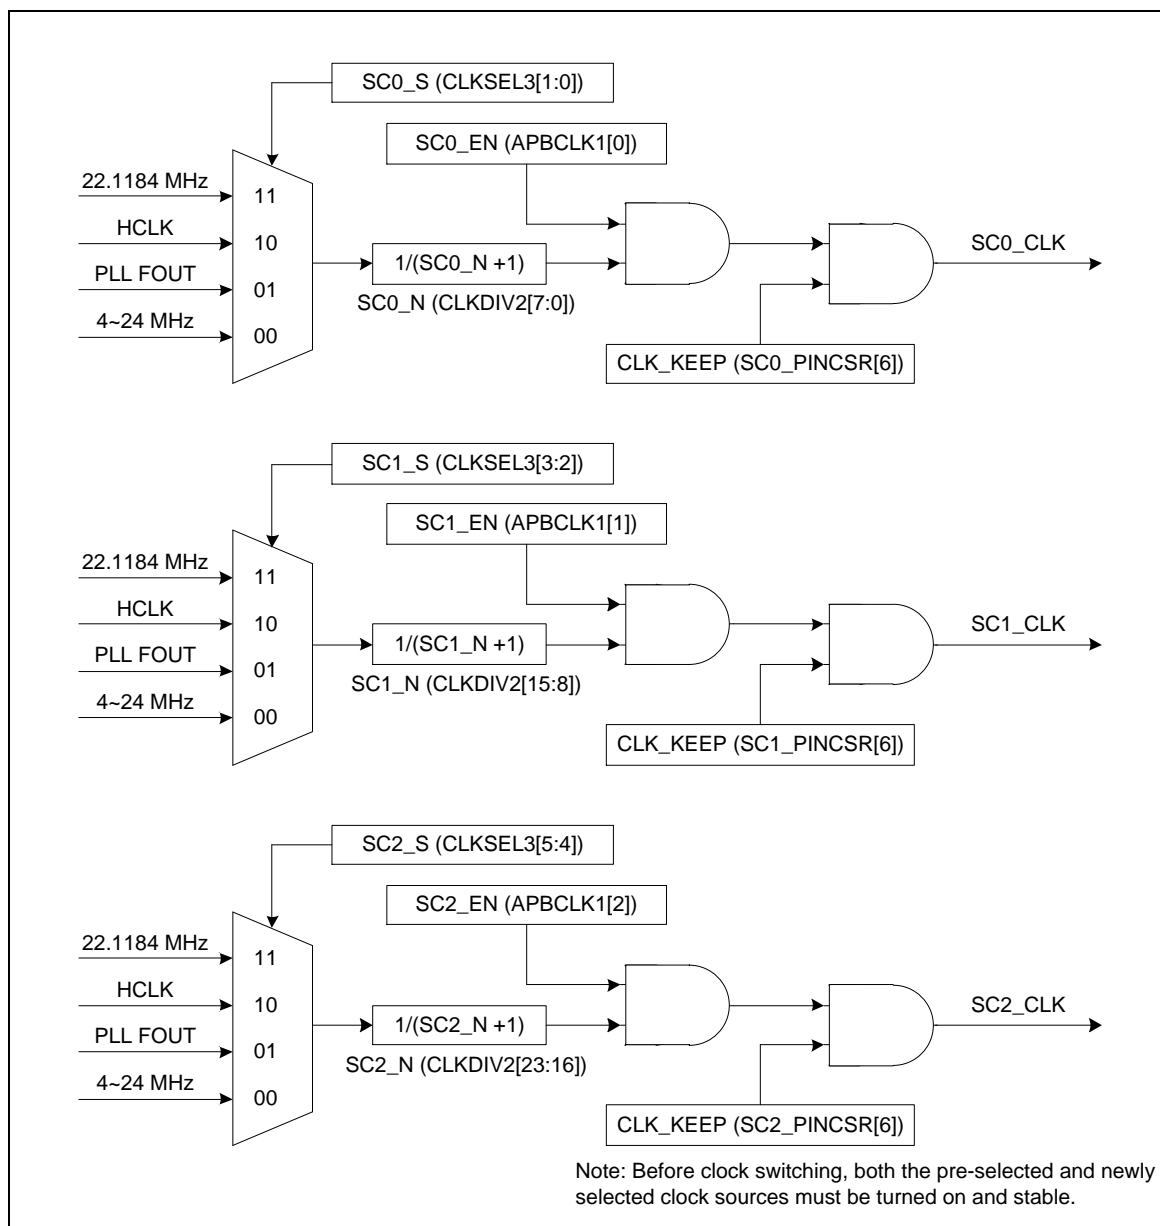 SC0_S (CLKSEL3[1:0])
SC0_EN (APBCLK1[0])
22.1184 MHz
11
HCLK
10
SC0_CLK
PLL FOUT
01
1/(SC0_N +1)
SC0_N (CLKDIV2[7:0])
4~24 MHz
00
CLK_KEEP (SC0_PINCSR[6])
SC1_S (CLKSEL3[3:2])
SC1_EN (APBCLK1[1])
22.1184 MHz
11
HCLK
10
SC1_CLK
PLL FOUT
01
1/(SC1_N +1)
SC1_N (CLKDIV2[15:8])
4~24 MHz
00
CLK_KEEP (SC1_PINCSR[6])
SC2_S (CLKSEL3[5:4])
SC2_EN (APBCLK1[2])
22.1184 MHz
11
HCLK
10
SC2_CLK
PLL FOUT
01
1/(SC2_N +1)
SC2_N (CLKDIV2[23:16])
4~24 MHz
00
CLK_KEEP (SC2_PINCSR[6])
Note: Before clock switching, both the pre-selected and newly
selected clock sources must be turned on and stable.